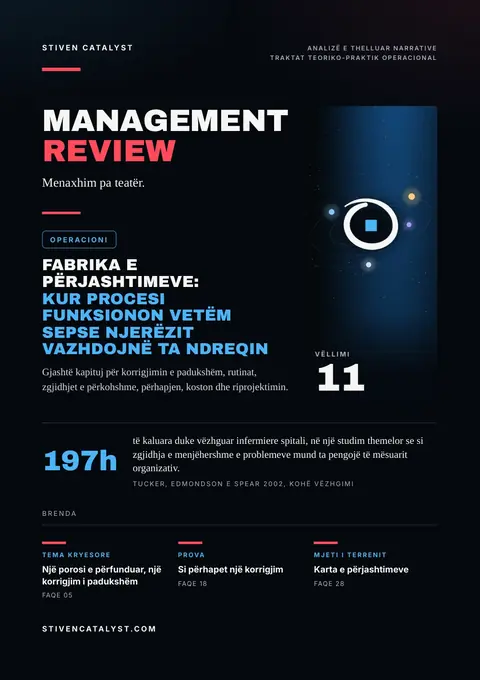 STIVEN CATALYST
ANALIZË E THELLUAR NARRATIVE
TRAKTAT TEORIKO-PRAKTIK OPERACIONAL
MANAGEMENT
REVIEW
Menaxhim pa teatër.
OPERACIONI
FABRIKA E
PËRJASHTIMEVE:
KUR PROCESI
FUNKSIONON VETËM
SEPSE NJERËZIT
VAZHDOJNË TA NDREQIN
Gjashtë kapituj për korrigjimin e padukshëm, rutinat,
zgjidhjet e përkohshme, përhapjen, koston dhe riprojektimin.
VËLLIMI
11
197h
të kaluara duke vëzhguar infermiere spitali, në një studim themelor se si
zgjidhja e menjëhershme e problemeve mund ta pengojë të mësuarit
organizativ.
TUCKER, EDMONDSON E SPEAR 2002, KOHË VËZHGIMI
BRENDA
TEMA KRYESORE
Një porosi e përfunduar, një
korrigjim i padukshëm
FAQE 05
PROVA
Si përhapet një korrigjim
FAQE 18
MJETI I TERRENIT
Karta e përjashtimeve
FAQE 28
STIVENCATALYST.COM